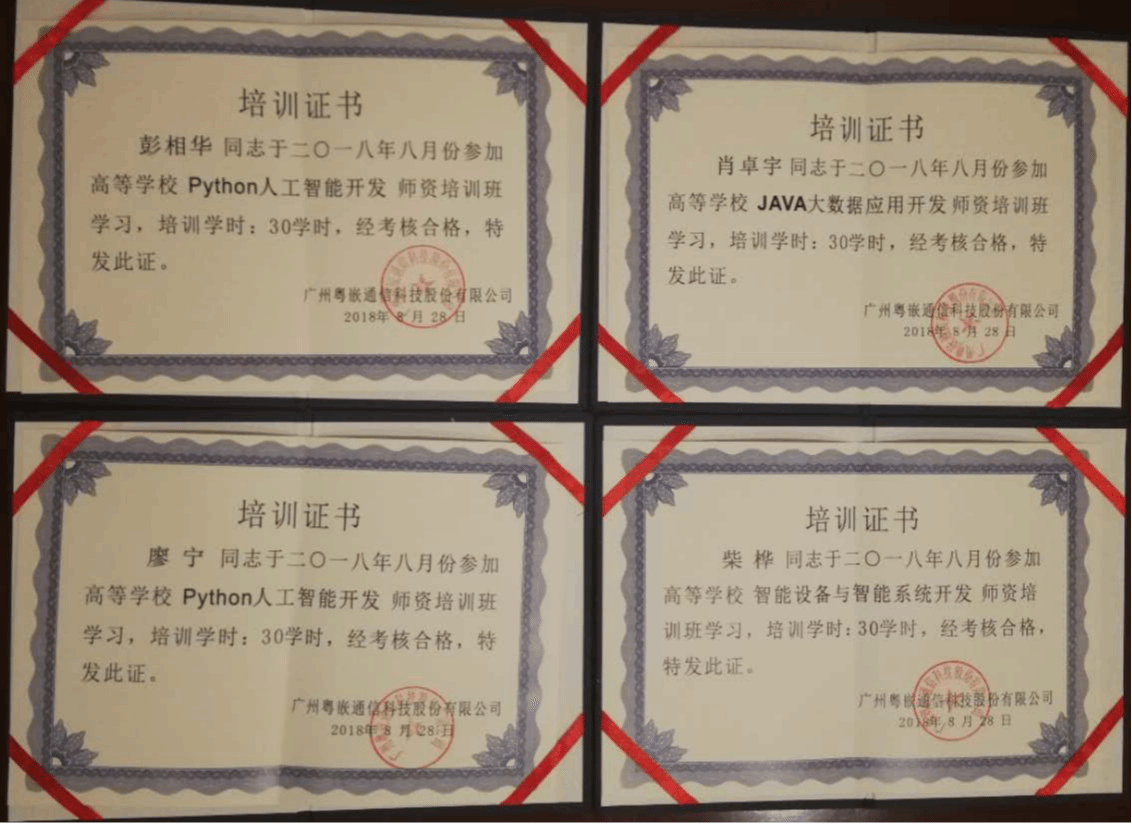 培训证书
彭相华 同志于二〇一八年八月份参加
高等学校 Python人工智能开发 师资培训班
学习，培训学时：30学时，经考核合格，特
发此证。
广州粤嵌通信科技股份有限公司
2018年 8 月 28 日
培训证书
肖卓宇 同志于二〇一八年八月份参加
高等学校 JAVA大数据应用开发 师资培训班
学习，培训学时：30学时，经考核合格，特
发此证。
广州粤嵌通信科技股份有限公司
2018年 8 月 28 日
培训证书
廖 宁 同志于二〇一八年八月份参加
高等学校 Python人工智能开发 师资培训班
学习，培训学时：30学时，经考核合格，特
发此证。
广州粤嵌通信科技股份有限公司
2018年 8 月 28 日
培训证书
柴 桦 同志于二〇一八年八月份参加
高等学校 智能设备与智能系统开发 师资培
训班学习，培训学时：30学时，经考核合格，
特发此证。
广州粤嵌通信科技股份有限公司
2018年 8 月 28 日